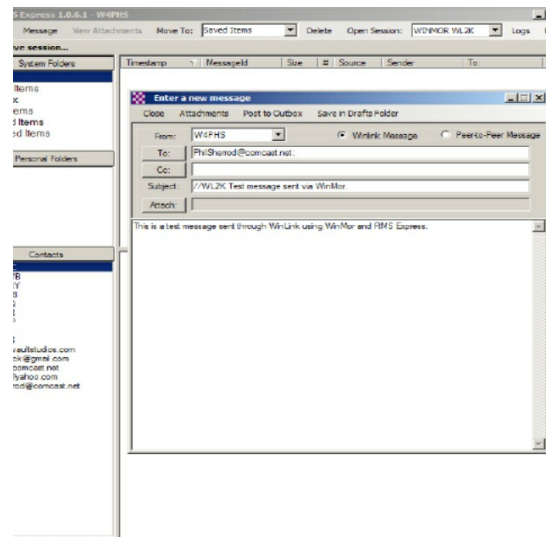 S Express 1.0.6.1 - W4PHS
Message View Attachments Move To: Saved Items Delete Open Session: WINMOR WL2K Logs
ve session...
System Folders
Timestamp MessageId Size # Source Sender To:
Items
x
ems
d Items
ed Items
Personal Folders
Enter a new message
Close Attachments Post to Outbox Save in Drafts Folder
From: W4PHS Winlink Message Peer-to-Peer Message
To: PhilSherrod@comcast.net;
Cc:
Subject: //WL2K Test message sent via WinMor
Attach:
This is a test message sent through WinLink using WinMor and RMS Express.
Contacts
YB
Y
B
vaultstudios.com
ck@gmail.com
comcast.net
yahoo.com
rod@comcast.net